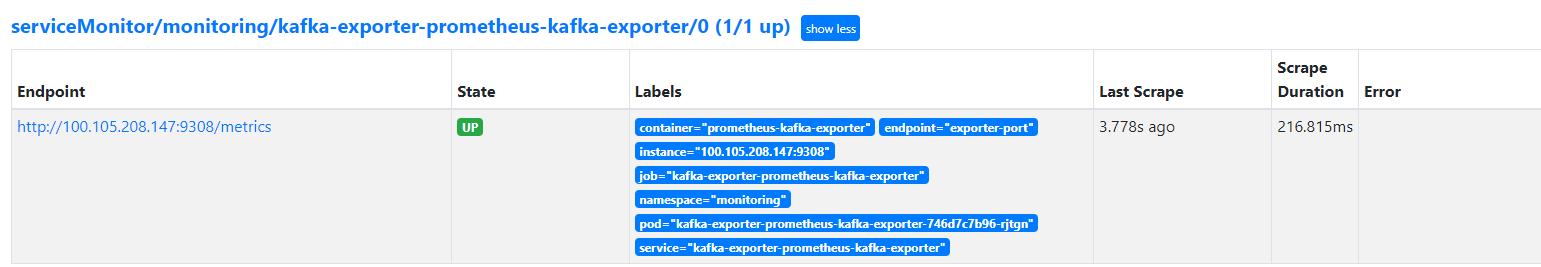 serviceMonitor/monitoring/kafka-exporter-prometheus-kafka-exporter/0 (1/1 up) show less
Endpoint State Labels Last Scrape Scrape Duration Error
http://100.105.208.147:9308/metrics UP container="prometheus-kafka-exporter" endpoint="exporter-port" 3.778s ago 216.815ms
instance="100.105.208.147:9308"
job="kafka-exporter-prometheus-kafka-exporter"
namespace="monitoring"
pod="kafka-exporter-prometheus-kafka-exporter-746d7c7b96-rjtgn"
service="kafka-exporter-prometheus-kafka-exporter"